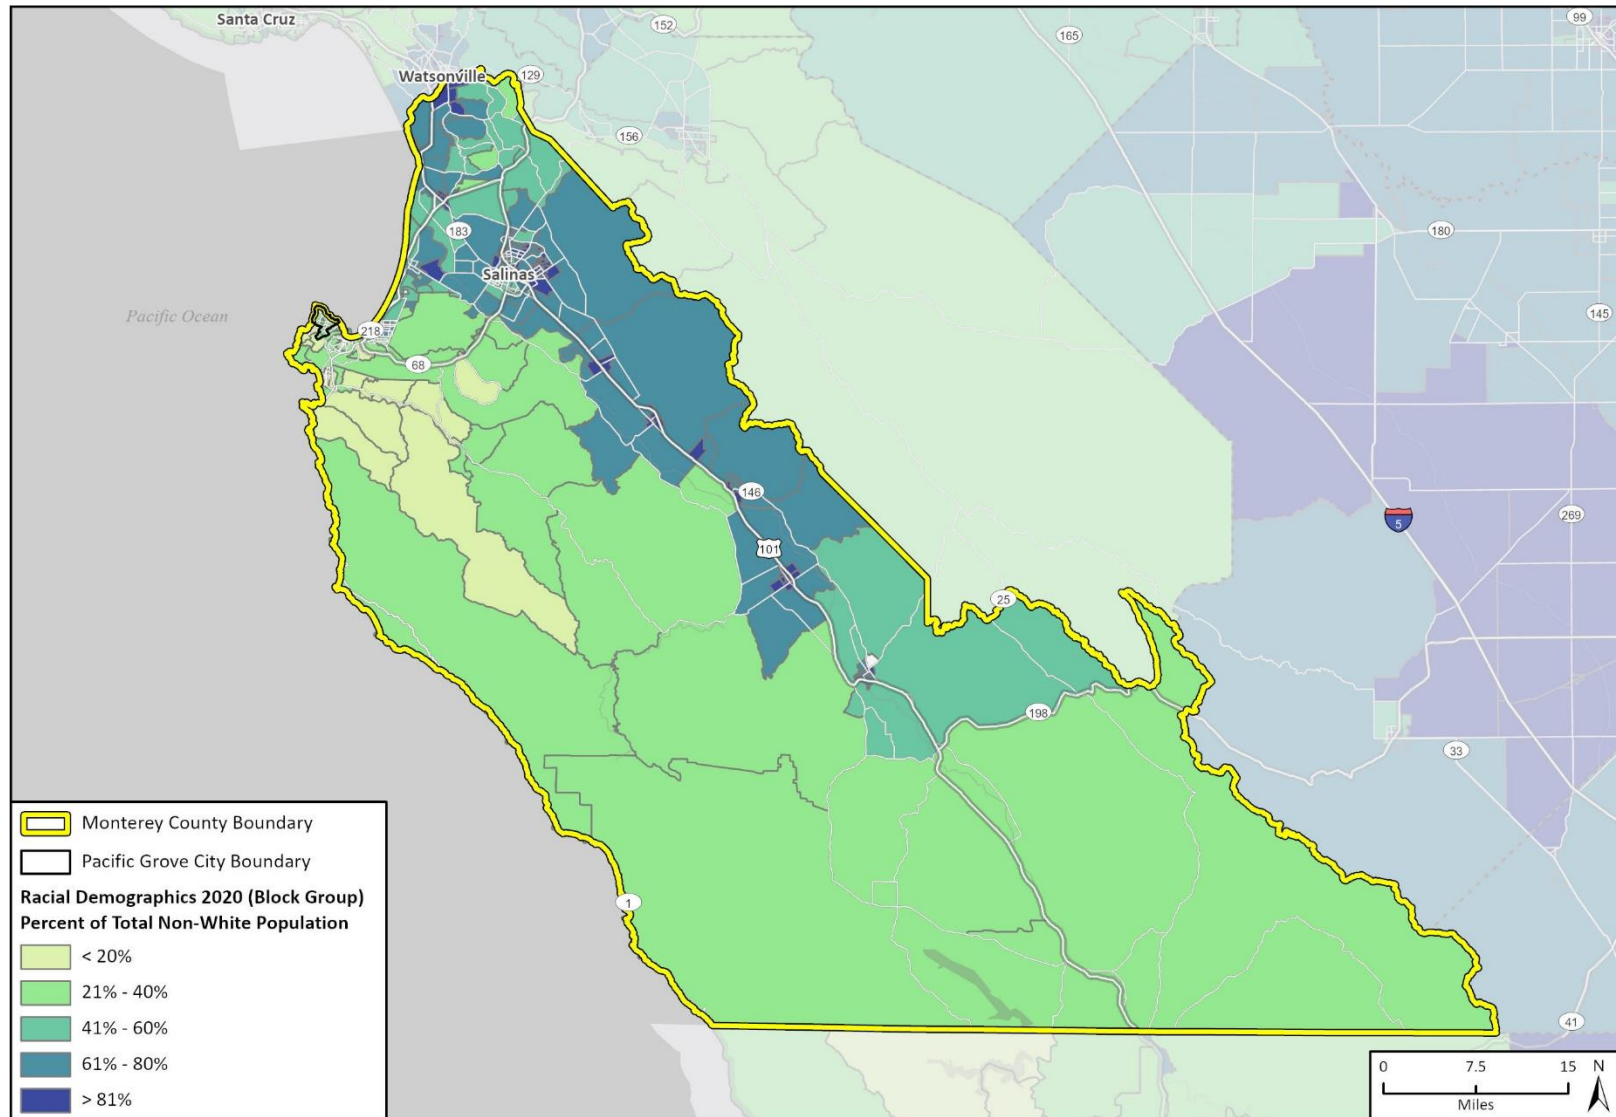 Santa Cruz
152
99
165
Watsonville
129
156
183
180
Salinas
Pacific Ocean
218
145
68
146
5
269
101
25
198
33
1
41
Monterey County Boundary
Pacific Grove City Boundary
Racial Demographics 2020 (Block Group)
Percent of Total Non-White Population
< 20%
21% - 40%
41% - 60%
61% - 80%
> 81%
0 7.5 15 N
Miles